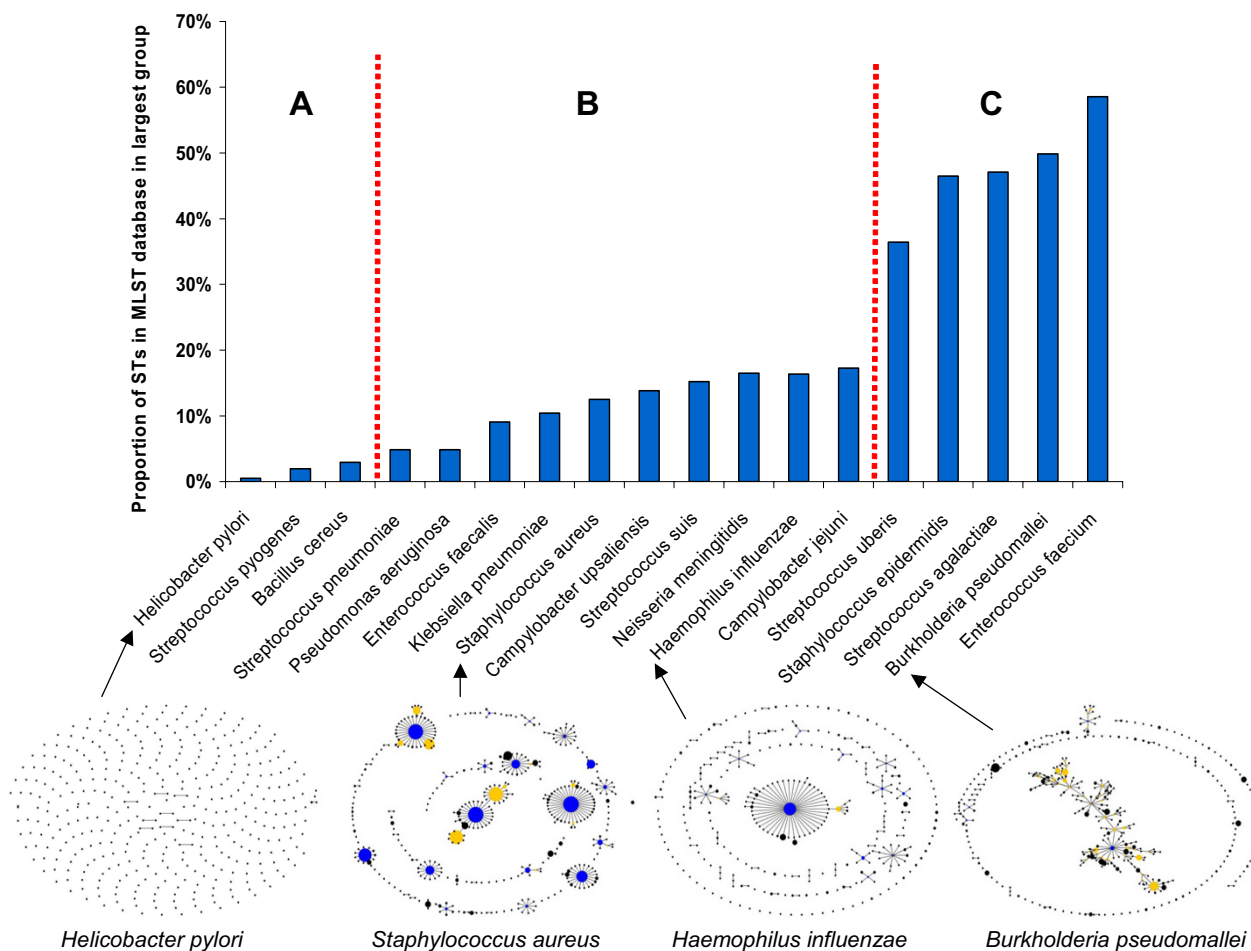 Proportion of STs in MLST database in largest group
70%
60%
50%
40%
30%
20%
10%
0%
A
B
C
Helicobacter pylori
Streptococcus pyogenes
Bacillus cereus
Streptococcus pneumoniae
Pseudomonas aeruginosa
Enterococcus faecalis
Klebsiella pneumoniae
Staphylococcus aureus
Campylobacter upsaliensis
Streptococcus suis
Neisseria meningitidis
Haemophilus influenzae
Campylobacter jejuni
Streptococcus uberis
Staphylococcus epidermidis
Streptococcus agalactiae
Burkholderia pseudomallei
Enterococcus faecium
Helicobacter pylori
Staphylococcus aureus
Haemophilus influenzae
Burkholderia pseudomallei